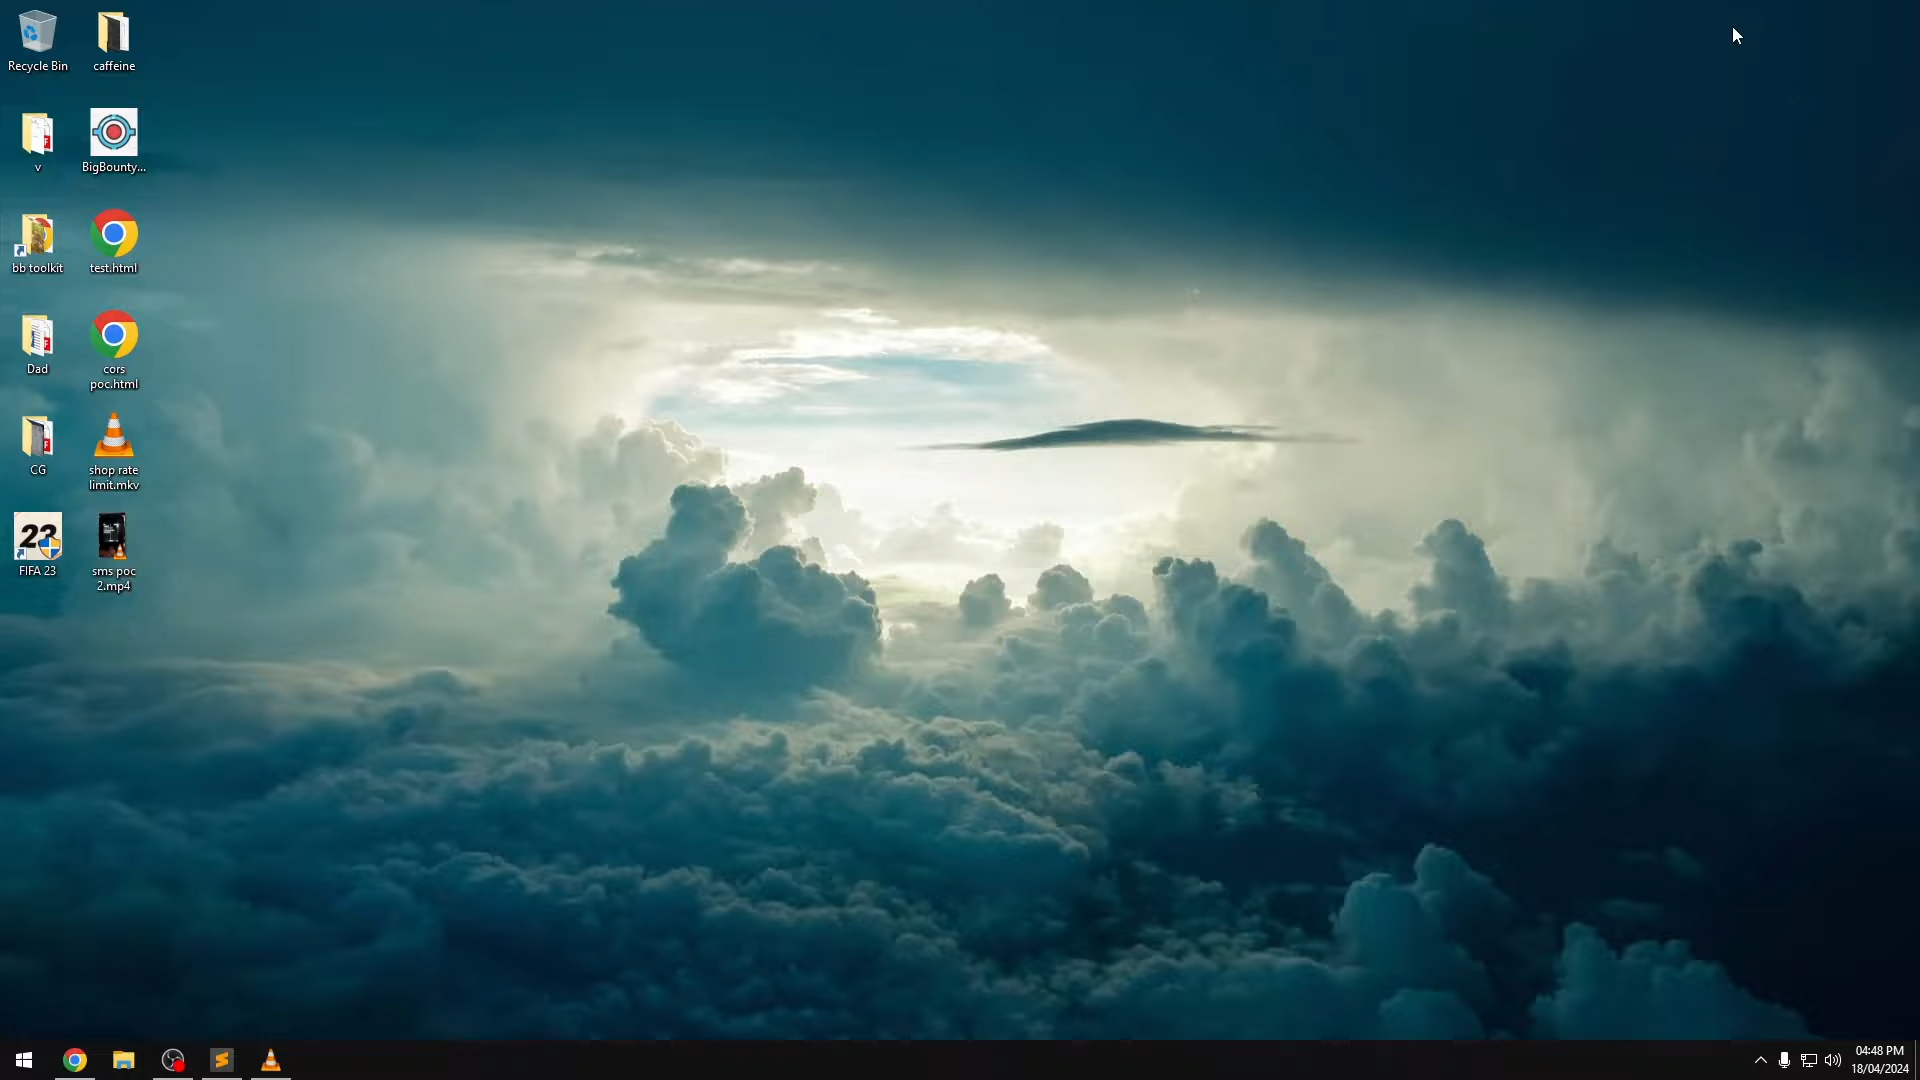 Recycle Bin
caffeine
v
BigBounty...
bb toolkit
test.html
Dad
cors
poc.html
CG
shop rate
limit.mkv
23
FIFA 23
sms poc
2.mp4
04:48 PM
18/04/2024